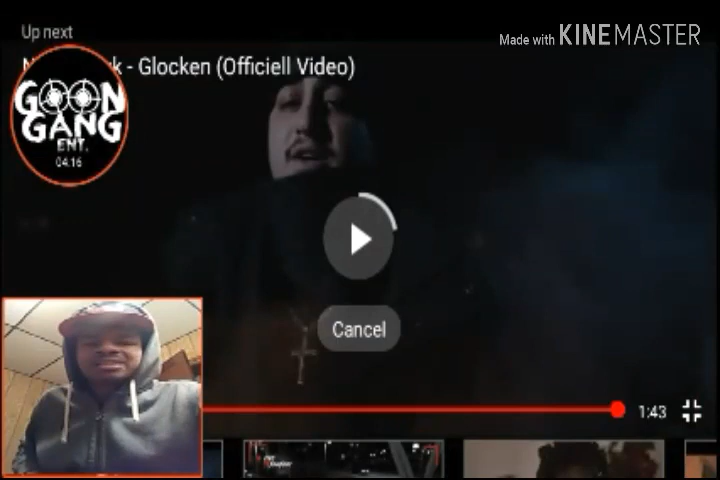 Up next
Made with KINEMASTER
- Glocken (Officiell Video)
GOON
GANG
ENT.
04.16
Cancel
1:43